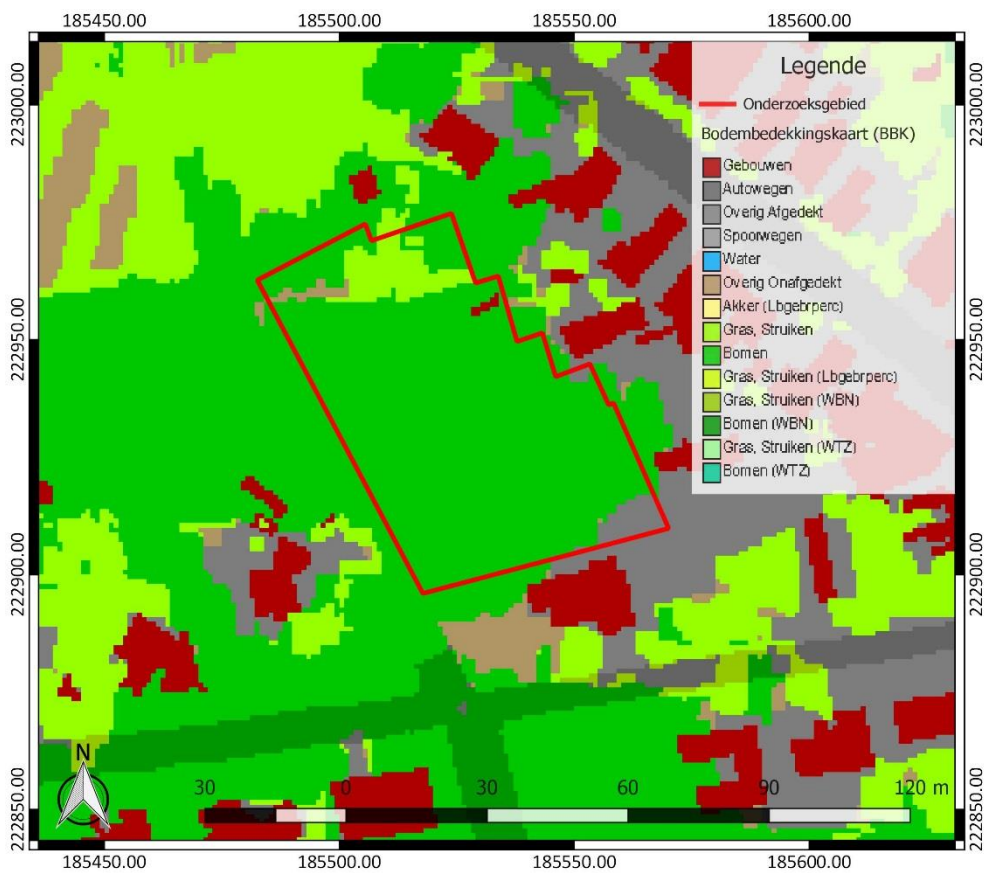 185450.00 185500.00 185550.00 185600.00
223000.00
222950.00
222900.00
222850.00
Legende
Onderzoeksgebied
Bodembedekkingskaart (BBK)
Gebouwen
Autowegen
Overig Afgedekt
Spoorwegen
Water
Overig Onafgedekt
Akker (Lbgebrperc)
Gras, Struiken
Bomen
Gras, Struiken (Lbgebrperc)
Gras, Struiken (WBN)
Bomen (WBN)
Gras, Struiken (WTZ)
Bomen (WTZ)
223000.00
222950.00
222900.00
222850.00
N
30 0 30 60 90 120 m
185450.00 185500.00 185550.00 185600.00